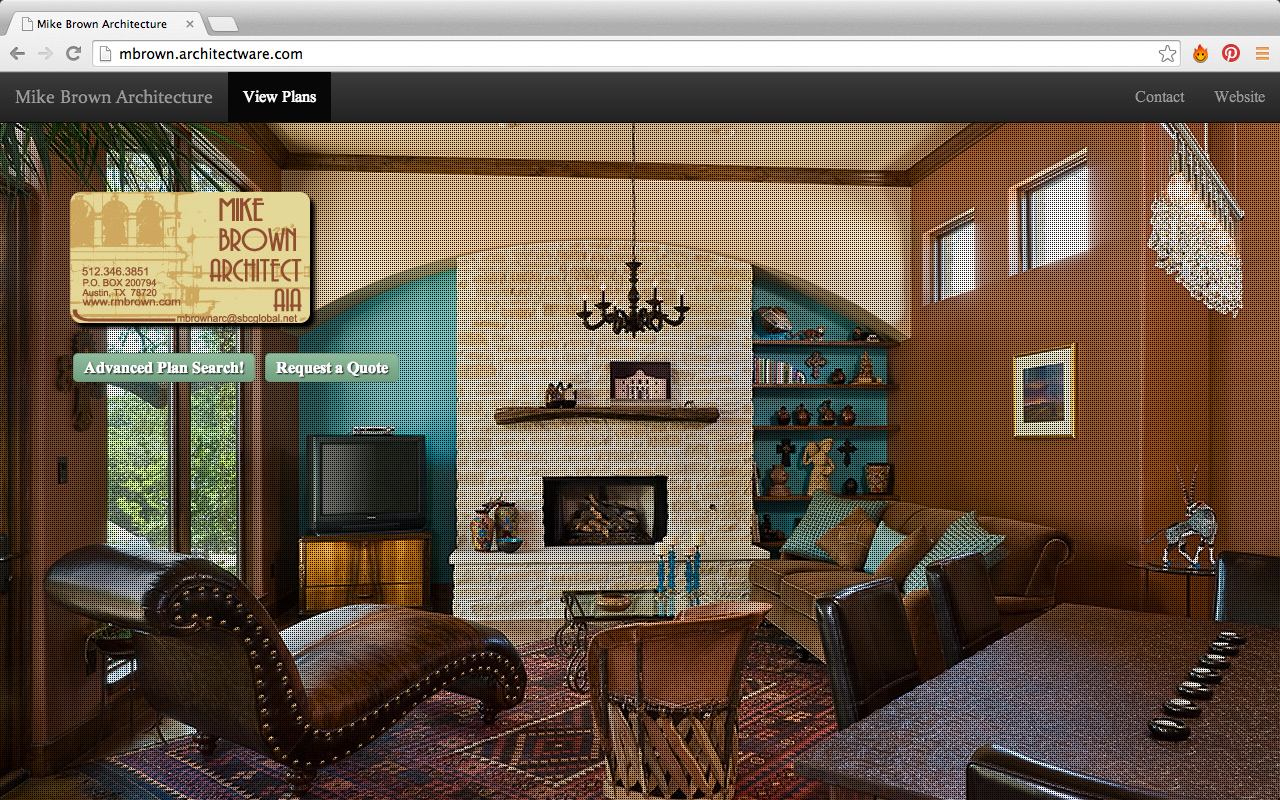 Mike Brown Architecture
mbrown.architectware.com
Mike Brown Architecture
View Plans
Contact
Website
MIKE
BROWN
ARCHITECT
AIA
512.346.3851
P.O. BOX 200794
Austin, TX 78720
www.rmbrown.com
mbrownarc@sbcglobal.net
Advanced Plan Search!
Request a Quote